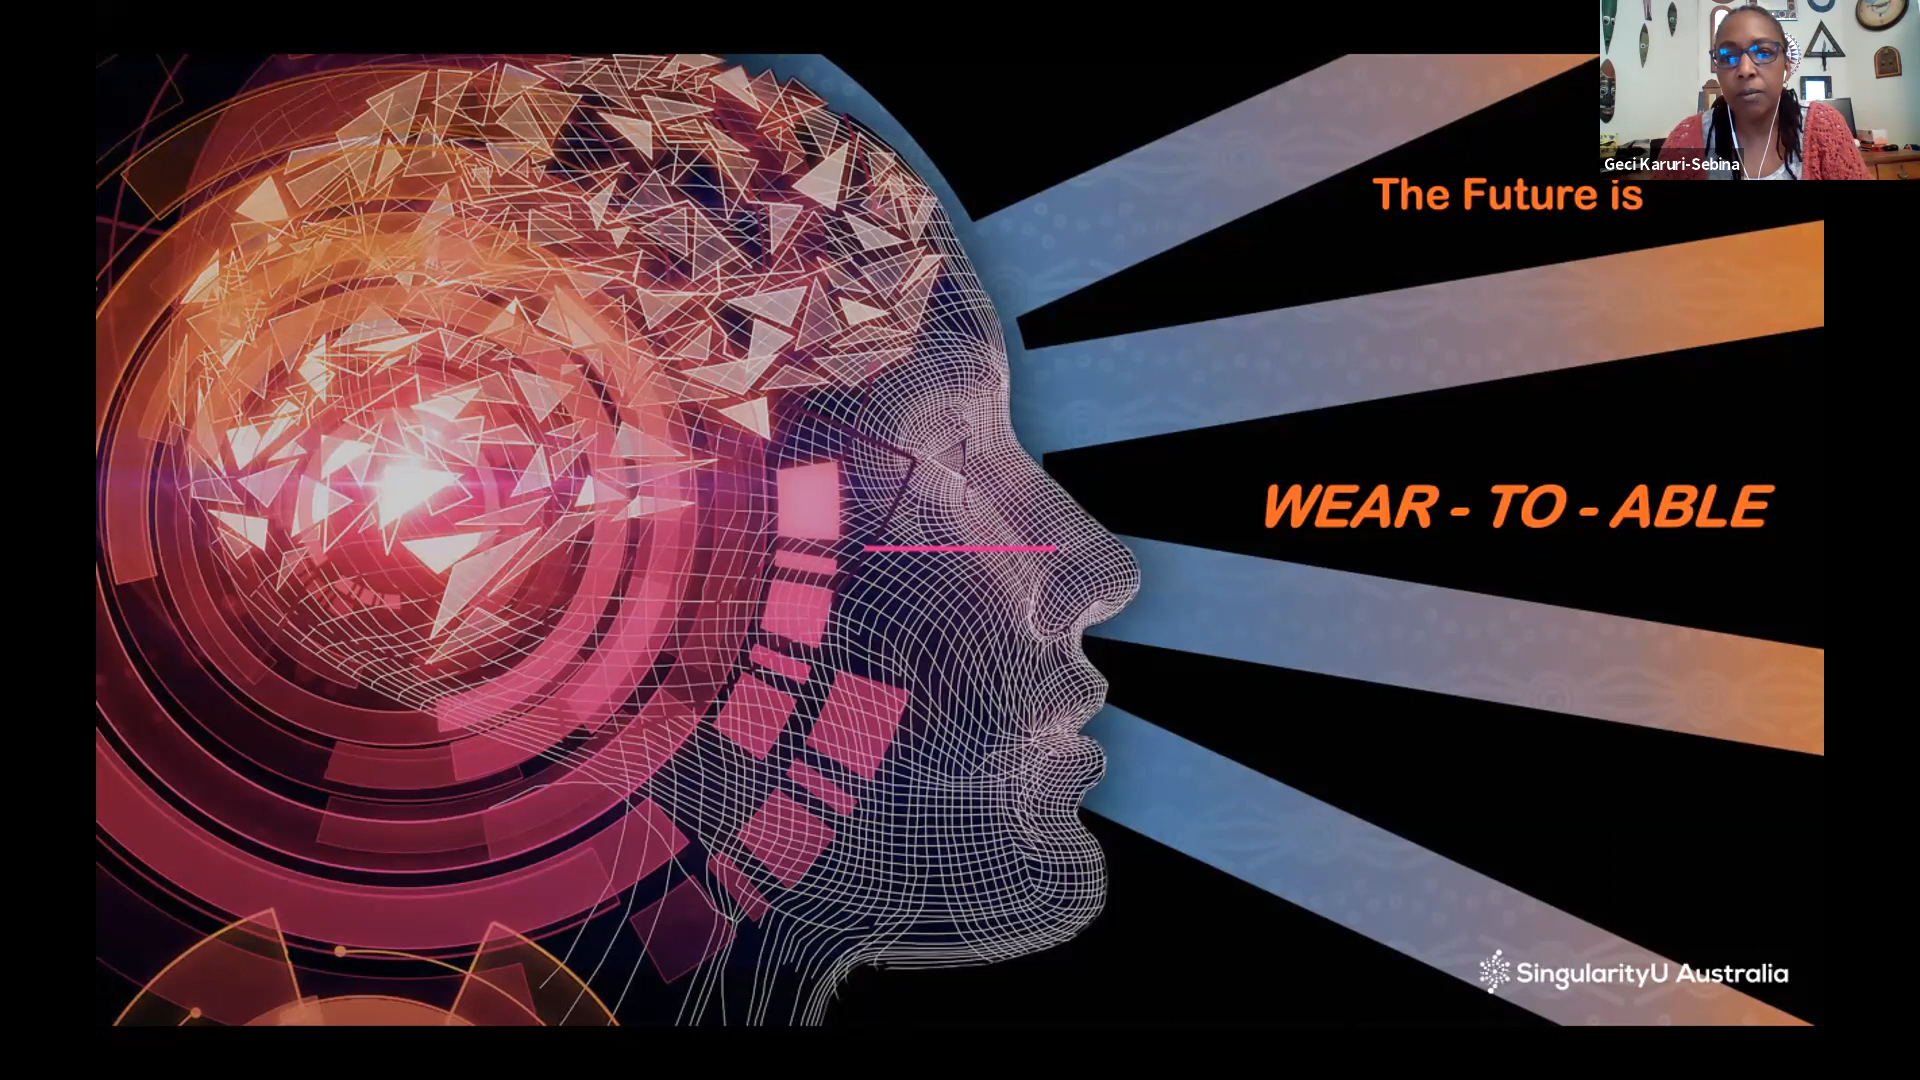 Geci Karuri-Sebina
The Future is
WEAR - TO - ABLE
SingularityU Australia